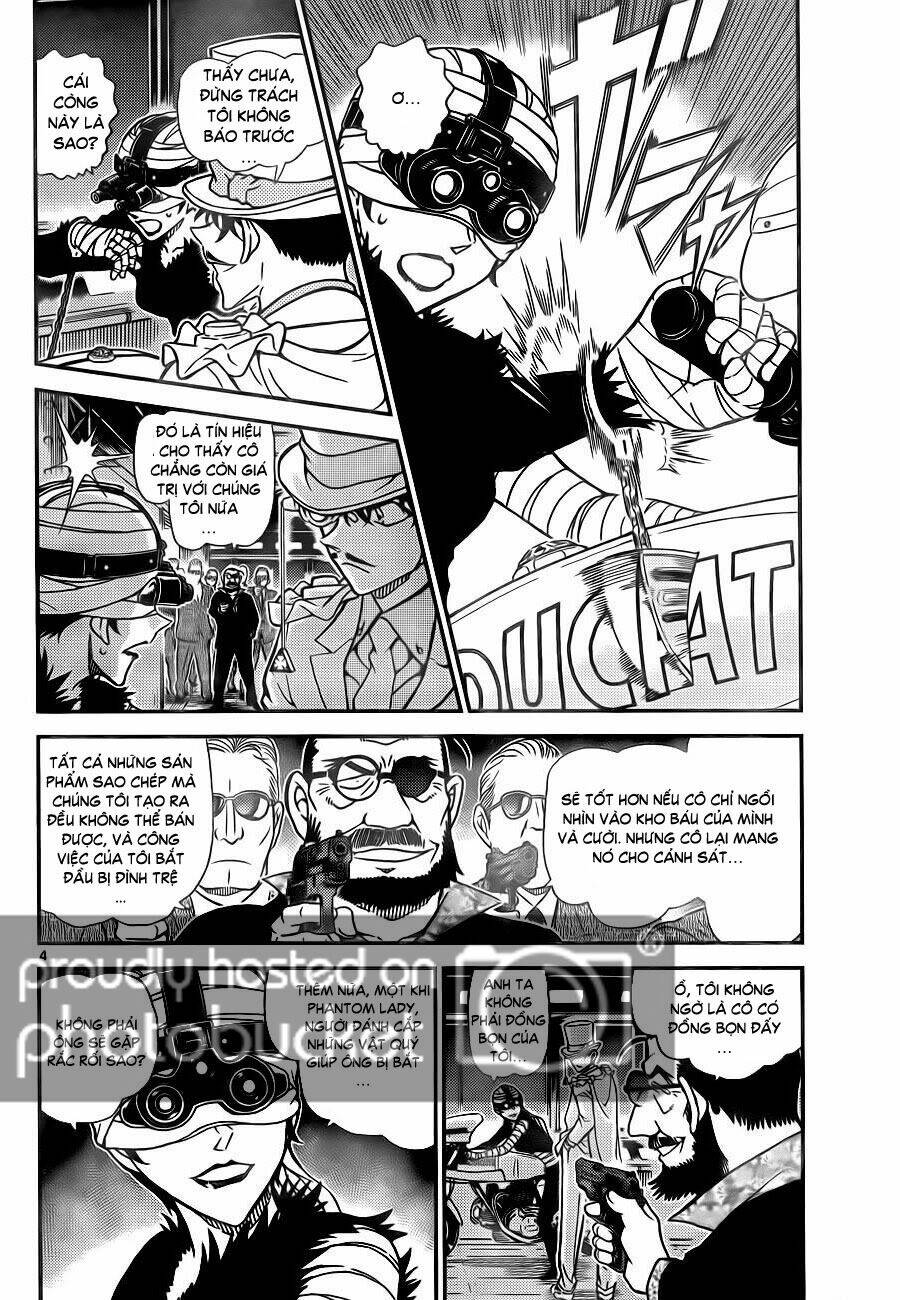 Ơ...
ガシャ
DUCAT
THẤY CHƯA,
ĐỪNG TRÁCH
TÔI KHÔNG
BÁO TRƯỚC
...
CÁI
CÒNG
NÀY LÀ
SAO?
ĐÓ LÀ TÍN HIỆU
CHO THẤY CÔ
CHẲNG CÒN GIÁ
TRỊ VỚI CHÚNG
TÔI NỮA
...
SẼ TỐT HƠN NẾU CÔ CHỈ NGỒI
NHÌN VÀO KHO BÁU CỦA MÌNH
VÀ CƯỜI. NHƯNG CÔ LẠI MANG
NÓ CHO CẢNH SÁT...
TẤT CẢ NHỮNG SẢN
PHẨM SAO CHÉP MÀ
CHÚNG TÔI TẠO RA
ĐỀU KHÔNG THỂ BÁN
ĐƯỢC, VÀ CÔNG
VIỆC CỦA TÔI BẮT
ĐẦU BỊ ĐÌNH TRỆ
...
4
Ồ, TÔI KHÔNG
NGỜ LÀ CÔ CÓ
ĐỒNG BỌN ĐẤY
...
ANH TA
KHÔNG
PHẢI ĐỒNG
BỌN CỦA
TÔI...
THÊM NỮA, MỘT KHI
PHANTOM LADY,
NGƯỜI ĐÁNH CẮP
NHỮNG VẬT QUÝ
GIÚP ÔNG BỊ BẮT
...
KHÔNG PHẢI
ÔNG SẼ GẶP
RẮC RỐI SAO?
proudly hosted on
photobucket